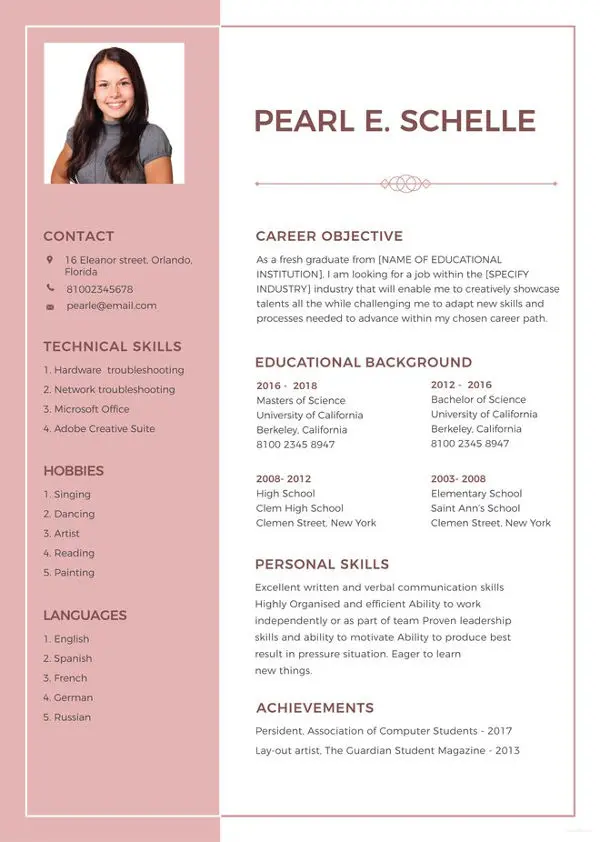 PEARL E. SCHELLE
CONTACT
16 Eleanor street, Orlando,
Florida
81002345678
pearle@email.com
TECHNICAL SKILLS
1. Hardware troubleshooting
2. Network troubleshooting
3. Microsoft Office
4. Adobe Creative Suite
HOBBIES
1. Singing
2. Dancing
3. Artist
4. Reading
5. Painting
LANGUAGES
1. English
2. Spanish
3. French
4. German
5. Russian
CAREER OBJECTIVE
As a fresh graduate from [NAME OF EDUCATIONAL
INSTITUTION], I am looking for a job within the [SPECIFY
INDUSTRY] industry that will enable me to creatively showcase
talents all the while challenging me to adapt new skills and
processes needed to advance within my chosen career path.
EDUCATIONAL BACKGROUND
2016 - 2018
Masters of Science
University of California
Berkeley, California
8100 2345 8947
2012 - 2016
Bachelor of Science
University of California
Berkeley, California
8100 2345 8947
2008- 2012
High School
Clem High School
Clemen Street, New York
2003- 2008
Elementary School
Saint Ann's School
Clemen Street, New York
PERSONAL SKILLS
Excellent written and verbal communication skills
Highly Organised and efficient Ability to work
independently or as part of team Proven leadership
skills and ability to motivate Ability to produce best
result in pressure situation. Eager to learn
new things.
ACHIEVEMENTS
Persident, Association of Computer Students - 2017
Lay-out artist, The Guardian Student Magazine - 2013